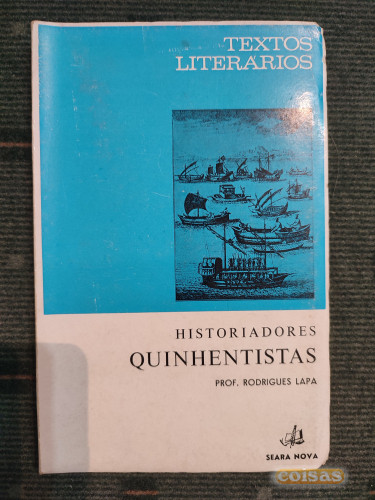 TEXTOS
LITERÁRIOS
HISTORIADORES
QUINHENTISTAS
PROF. RODRIGUES LAPA
SEARA NOVA
coisas